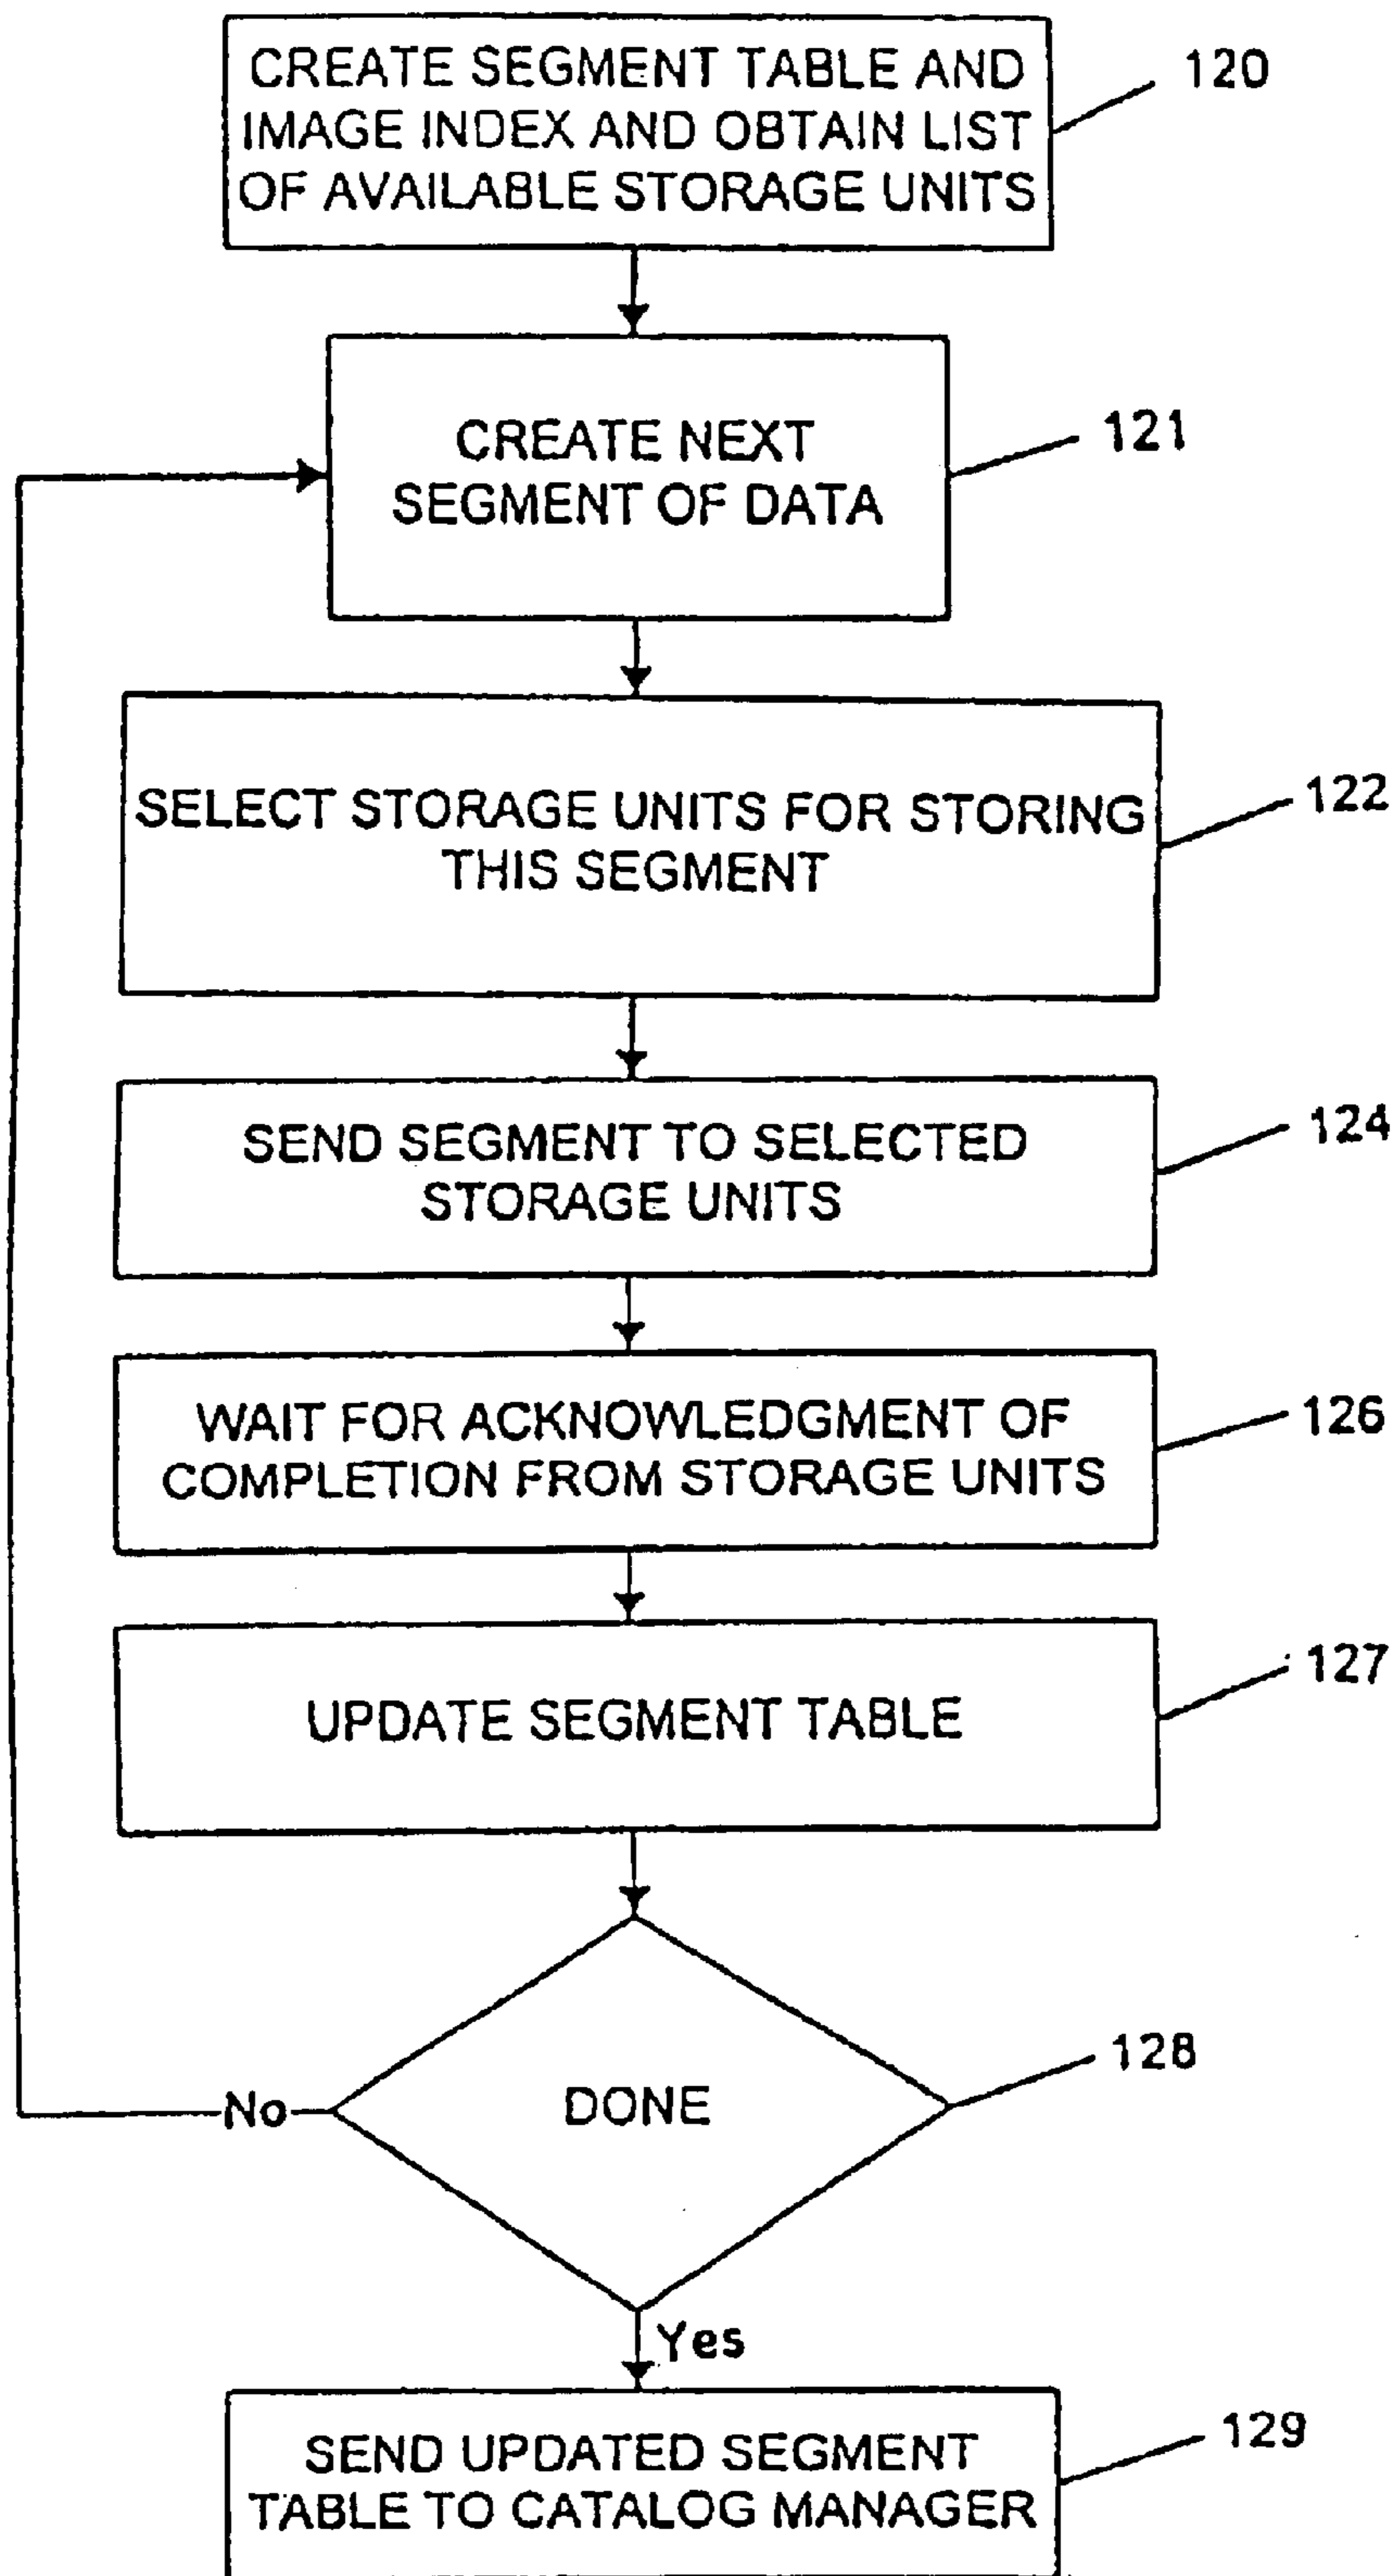 CREATE SEGMENT TABLE AND
IMAGE INDEX AND OBTAIN LIST
OF AVAILABLE STORAGE UNITS
120
CREATE NEXT
SEGMENT OF DATA
121
SELECT STORAGE UNITS FOR STORING
THIS SEGMENT
122
SEND SEGMENT TO SELECTED
STORAGE UNITS
124
WAIT FOR ACKNOWLEDGMENT OF
COMPLETION FROM STORAGE UNITS
126
UPDATE SEGMENT TABLE
127
DONE
128
No
Yes
SEND UPDATED SEGMENT
TABLE TO CATALOG MANAGER
129